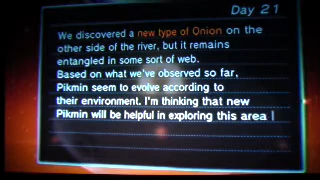 Day 21
We discovered a new type of Onion on the
other side of the river, but it remains
entangled in some sort of web.
Based on what we've observed so far,
Pikmin seem to evolve according to
their environment. I'm thinking that new
Pikmin will be helpful in exploring this area